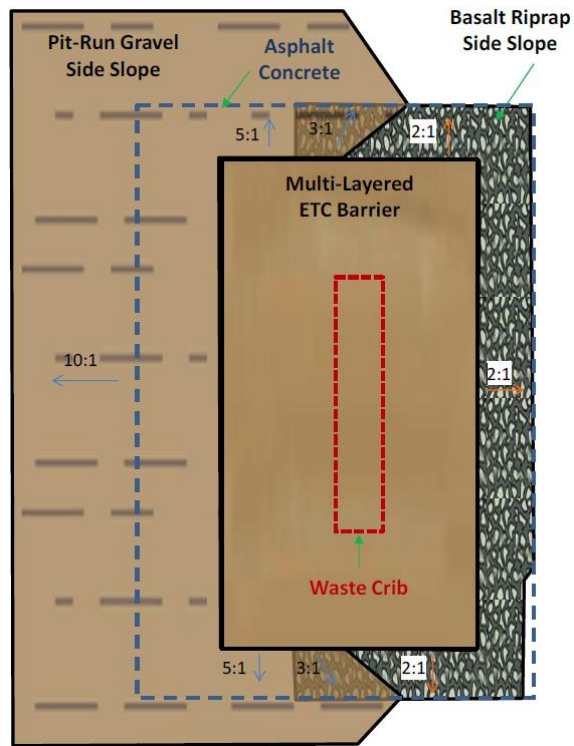 Pit-Run Gravel
Side Slope
Asphalt
Concrete
Basalt Riprap
Side Slope
5:1
3:1
2:1
Multi-Layered
ETC Barrier
10:1
2:1
Waste Crib
5:1
3:1
2:1